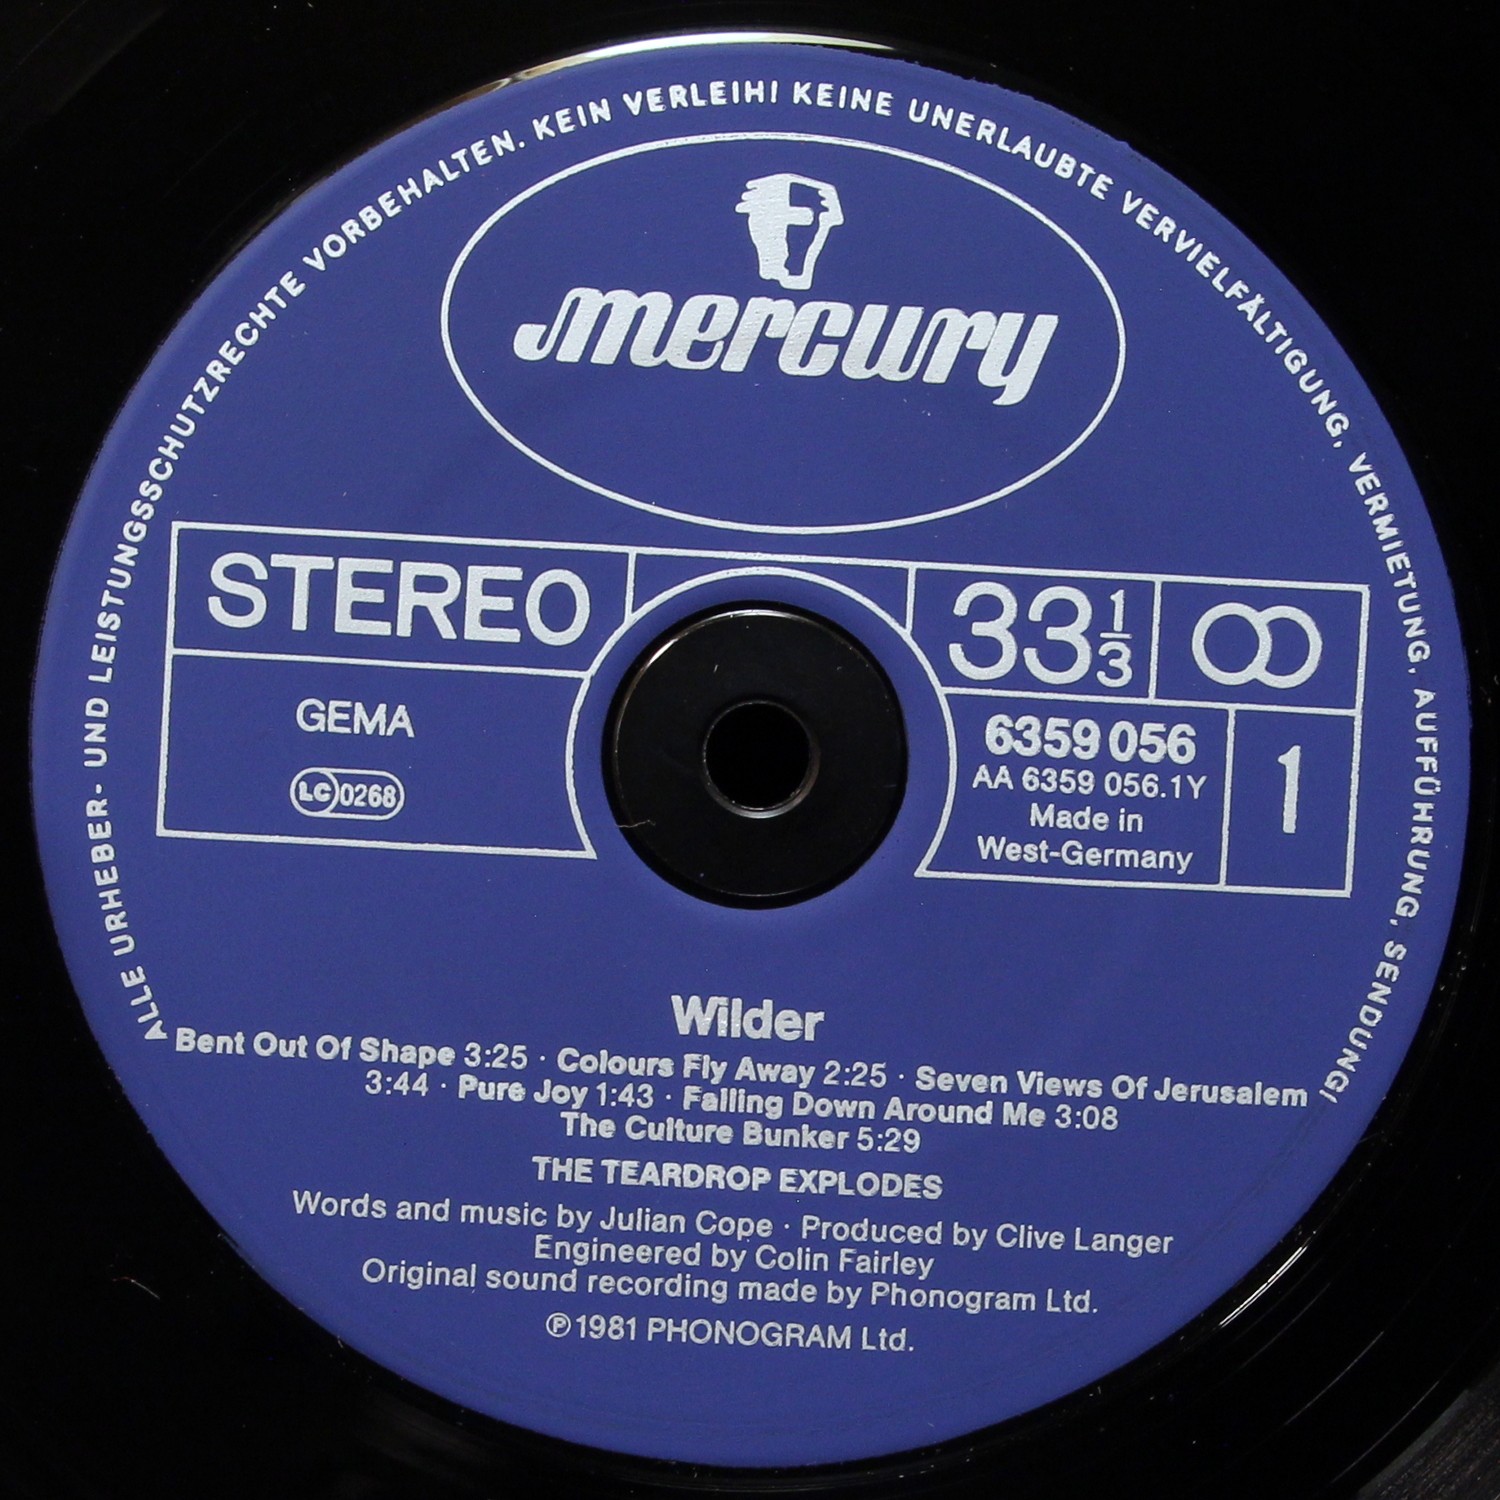 ALLE URHEBER- UND LEISTUNGSSCHUTZRECHTE VORBEHALTEN. KEIN VERLEIH! KEINE UNERLAUBTE VERVIELFÄLTIGUNG, VERMIETUNG, AUFFÜHRUNG, SENDUNG!
mercury
STEREO
33 1/3
GEMA
LC 0268
6359 056
AA 6359 056.1Y
Made in
West-Germany
1
Wilder
Bent Out Of Shape 3:25 · Colours Fly Away 2:25 · Seven Views Of Jerusalem
3:44 · Pure Joy 1:43 · Falling Down Around Me 3:08
The Culture Bunker 5:29
THE TEARDROP EXPLODES
Words and music by Julian Cope · Produced by Clive Langer
Engineered by Colin Fairley
Original sound recording made by Phonogram Ltd.
℗ 1981 PHONOGRAM Ltd.